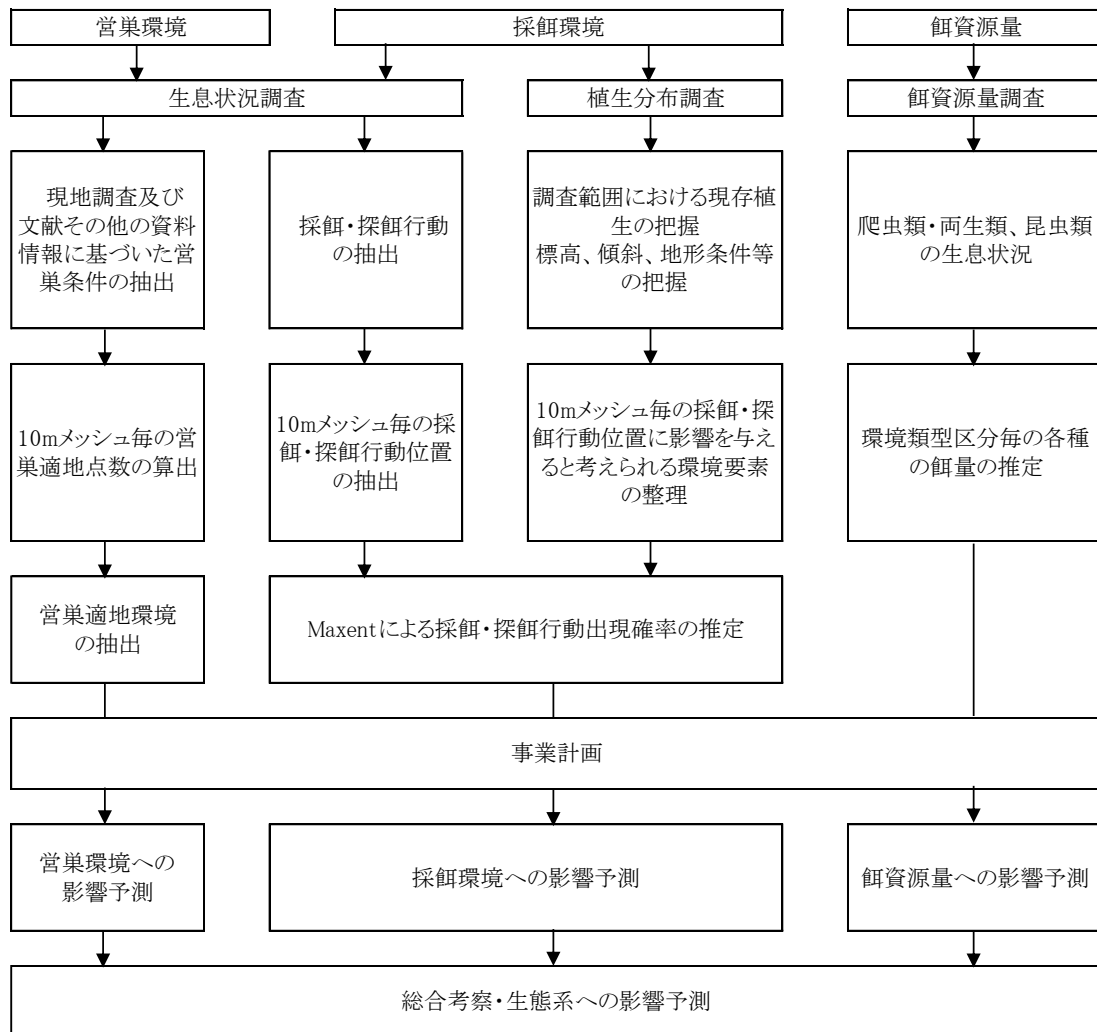 営巣環境
採餌環境
餌資源量
生息状況調査
植生分布調査
餌資源量調査
現地調査及び
文献その他の資料
情報に基づいた営
巣条件の抽出
採餌・探餌行動
の抽出
調査範囲における現存植
生の把握
標高、傾斜、地形条件等
の把握
爬虫類・両生類、昆虫類
の生息状況
10mメッシュ毎の営
巣適地点数の算出
10mメッシュ毎の採
餌・探餌行動位置
の抽出
10mメッシュ毎の採餌・探
餌行動位置に影響を与え
ると考えられる環境要素
の整理
環境類型区分毎の各種
の餌量の推定
営巣適地環境
の抽出
Maxentによる採餌・探餌行動出現確率の推定
事業計画
営巣環境への
影響予測
採餌環境への影響予測
餌資源量への影響予測
総合考察・生態系への影響予測